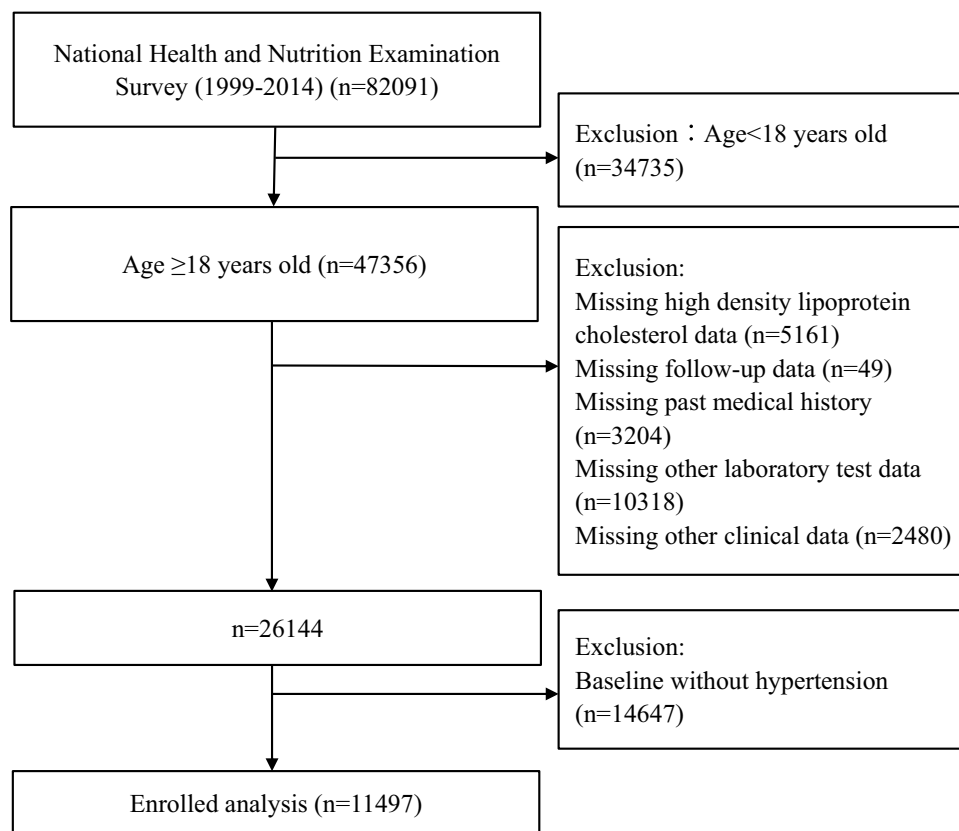 National Health and Nutrition Examination
Survey (1999-2014) (n=82091)
Exclusion：Age<18 years old
(n=34735)
Age ≥18 years old (n=47356)
Exclusion:
Missing high density lipoprotein
cholesterol data (n=5161)
Missing follow-up data (n=49)
Missing past medical history
(n=3204)
Missing other laboratory test data
(n=10318)
Missing other clinical data (n=2480)
n=26144
Exclusion:
Baseline without hypertension
(n=14647)
Enrolled analysis (n=11497)